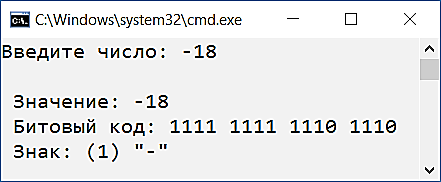 C:\Windows\system32\cmd.exe
Введите число: -18
Значение: -18
Битовый код: 1111 1111 1110 1110
Знак: (1) "-"